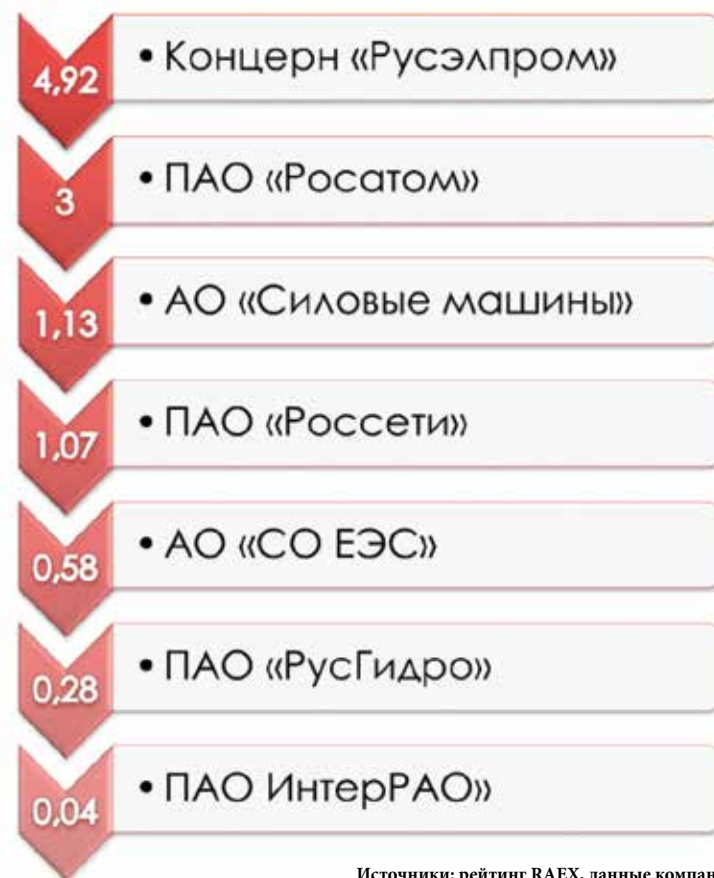 4,92
• Концерн «Русэлпром»
3
• ПАО «Росатом»
1,13
• АО «Силовые машины»
1,07
• ПАО «Россети»
0,58
• АО «СО ЕЭС»
0,28
• ПАО «РусГидро»
0,04
• ПАО ИнтерРАО»
Источники: рейтинг RAEX, данные компан